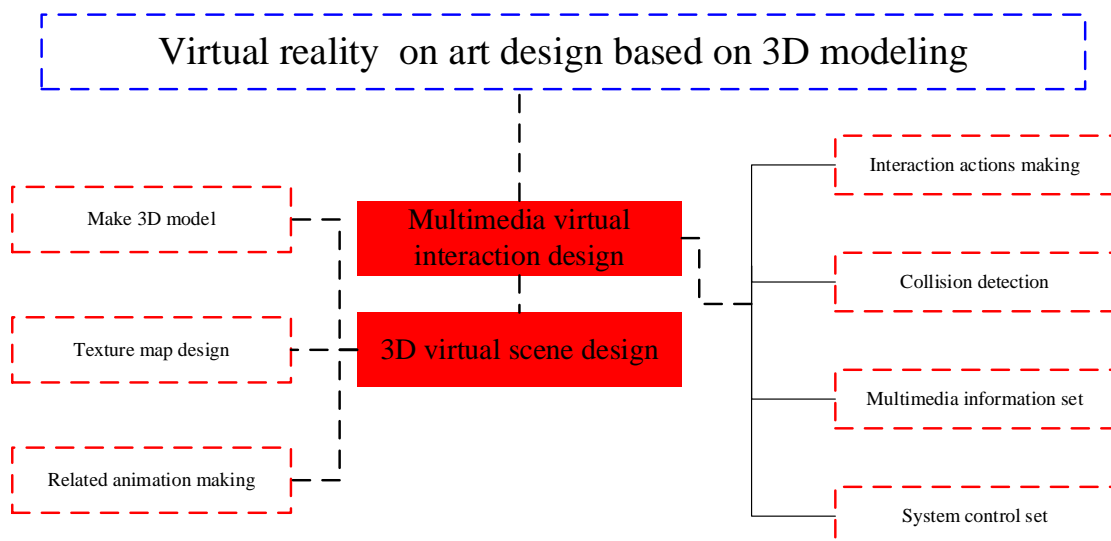 Virtual reality on art design based on 3D modeling
Interaction actions making
Make 3D model
Multimedia virtual
interaction design
Collision detection
Texture map design
3D virtual scene design
Multimedia information set
Related animation making
System control set